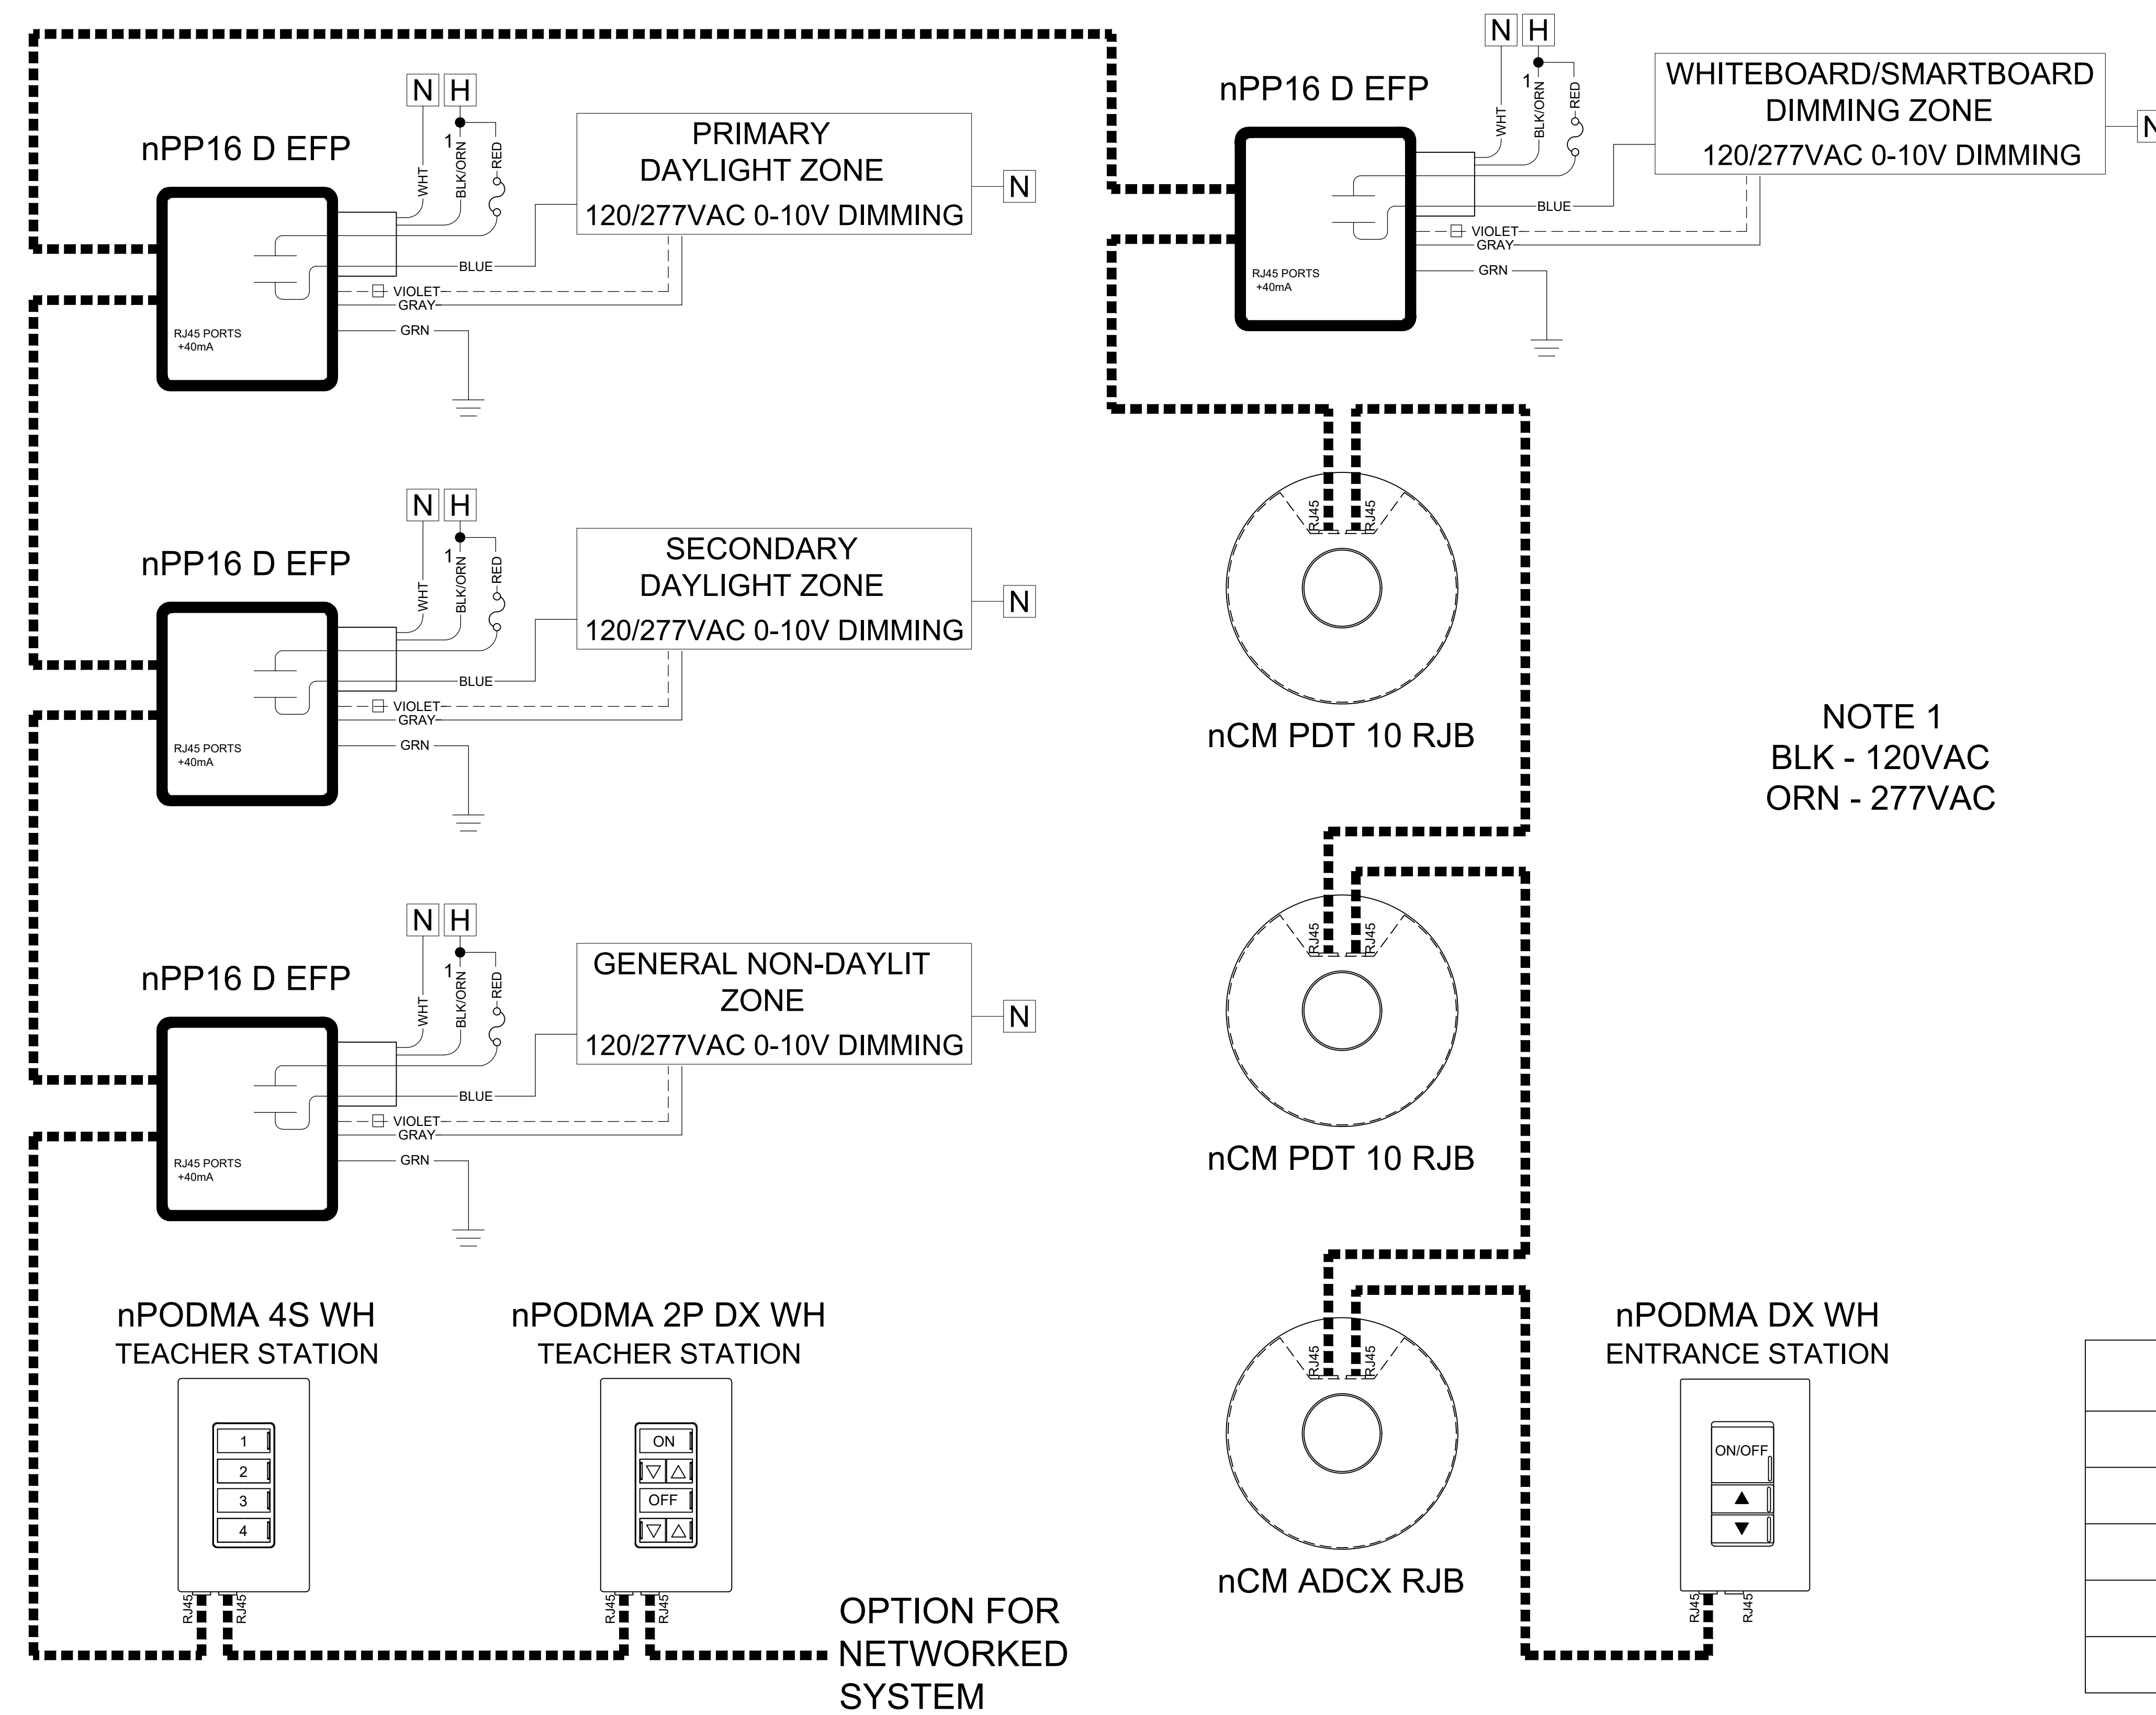 nPP16 D EFP
N H
WHT
1
BLK/ORN
RED
PRIMARY
DAYLIGHT ZONE
120/277VAC 0-10V DIMMING
N
BLUE
VIOLET
GRAY
GRN
RJ45 PORTS
+40mA
nPP16 D EFP
N H
WHT
1
BLK/ORN
RED
SECONDARY
DAYLIGHT ZONE
120/277VAC 0-10V DIMMING
N
BLUE
VIOLET
GRAY
GRN
RJ45 PORTS
+40mA
nPP16 D EFP
N H
WHT
1
BLK/ORN
RED
GENERAL NON-DAYLIT
ZONE
120/277VAC 0-10V DIMMING
N
BLUE
VIOLET
GRAY
GRN
RJ45 PORTS
+40mA
nPODMA 4S WH
TEACHER STATION
1
2
3
4
RJ45
RJ45
nPODMA 2P DX WH
TEACHER STATION
ON
OFF
RJ45
RJ45
OPTION FOR
NETWORKED
SYSTEM
nPP16 D EFP
N H
WHT
1
BLK/ORN
RED
WHITEBOARD/SMARTBOARD
DIMMING ZONE
120/277VAC 0-10V DIMMING
N
BLUE
VIOLET
GRAY
GRN
RJ45 PORTS
+40mA
RJ45
RJ45
nCM PDT 10 RJB
NOTE 1
BLK - 120VAC
ORN - 277VAC
RJ45
RJ45
nCM PDT 10 RJB
RJ45
RJ45
nCM ADCX RJB
nPODMA DX WH
ENTRANCE STATION
ON/OFF
RJ45
RJ45